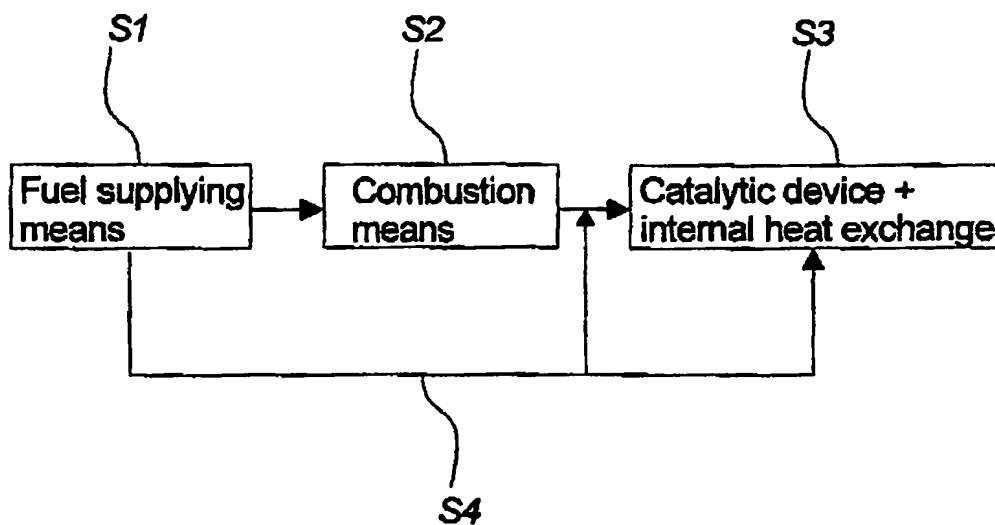 S1
S2
S3
Fuel supplying
means
Combustion
means
Catalytic device +
internal heat exchange
S4